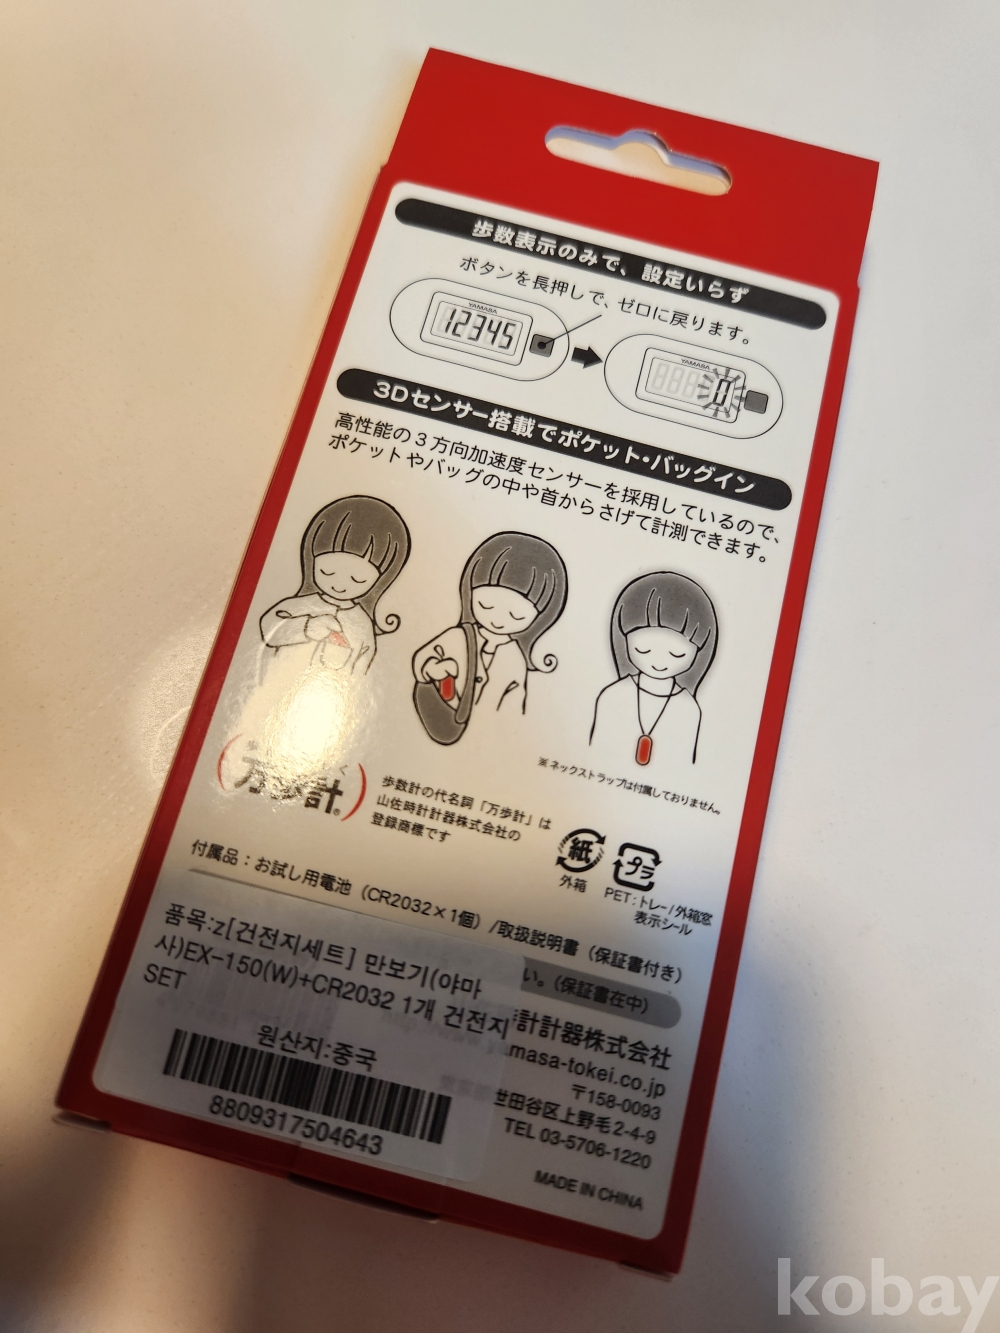 歩数表示のみで、設定いらず
ボタンを長押しで、ゼロに戻ります。
YAMASA
12345
YAMASA
0
3Dセンサー搭載でポケット・バッグイン
高性能の3方向加速度センサーを採用しているので、
ポケットやバッグの中や首からさげて計測できます。
※ネックストラップは付属しておりません。
万歩計®
歩数計の代名詞「万歩計」は
山佐時計計器株式会社の
登録商標です
紙
外箱
プラ
PET:トレー/外箱窓
表示シール
付属品:お試し用電池(CR2032×1個)/取扱説明書(保証書付き)
い。(保証書在中)
品목:z[건전지세트] 만보기(야마
사)EX-150(W)+CR2032 1개 건전지
SET
원산지:중국
8809317504643
計計器株式会社
masa-tokei.co.jp
〒158-0093
世田谷区上野毛2-4-9
TEL 03-5706-1220
MADE IN CHINA
kobay